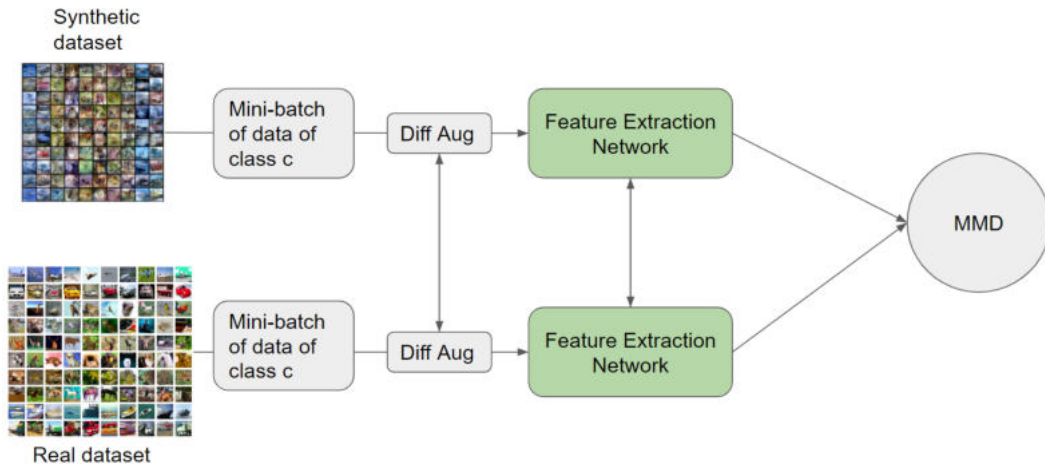 Synthetic
dataset
Mini-batch
of data of
class c
Diff Aug
Feature Extraction
Network
MMD
Mini-batch
of data of
class c
Diff Aug
Feature Extraction
Network
Real dataset